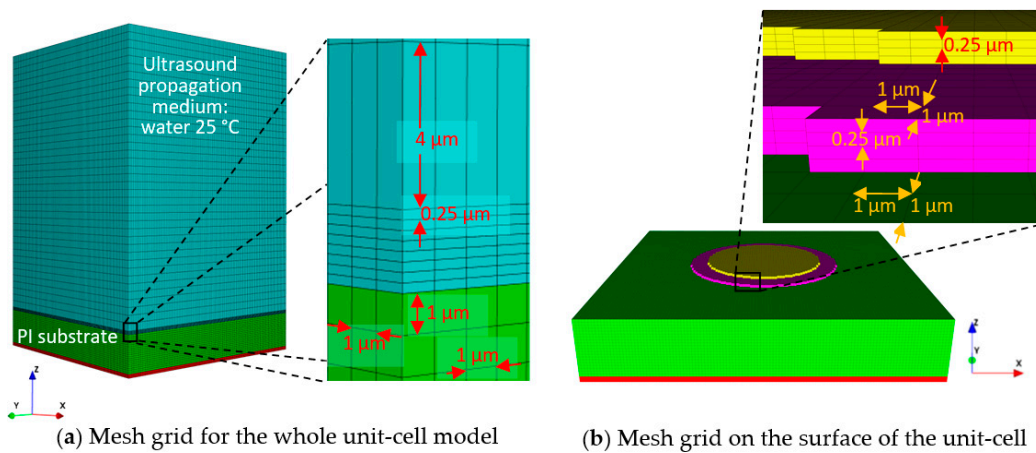 Ultrasound
propagation
medium:
water 25 °C
PI substrate
4 µm
0.25 µm
1 µm
1 µm
1 µm
Z
Y
X
(a) Mesh grid for the whole unit-cell model
0.25 µm
1 µm
1 µm
0.25 µm
1 µm
1 µm
Z
Y
X
(b) Mesh grid on the surface of the unit-cell